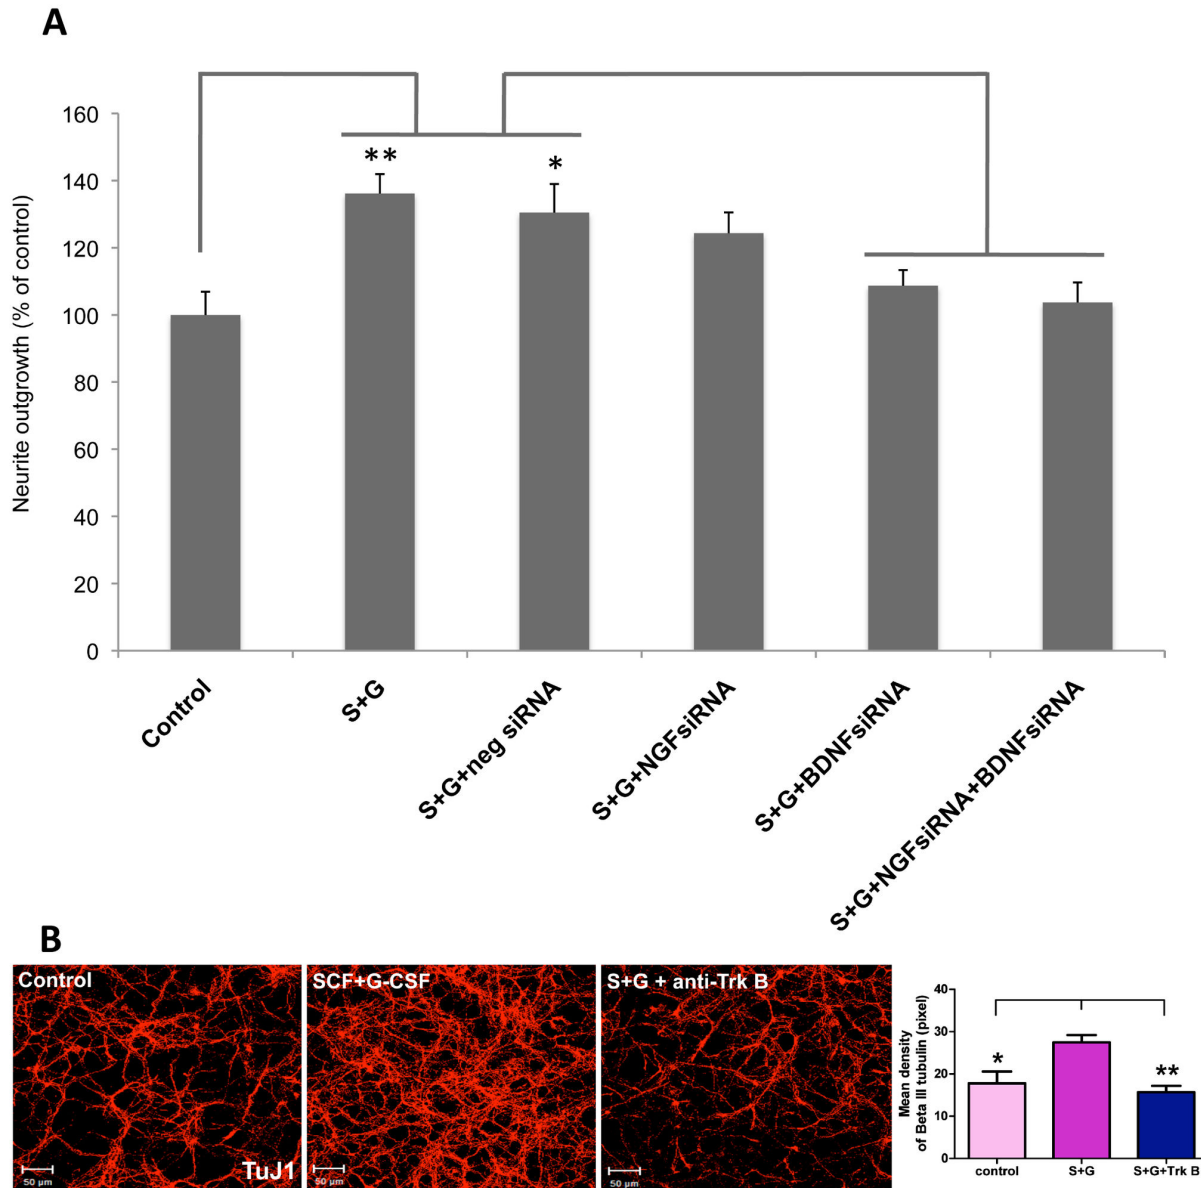 A
Neurite outgrowth (% of control)
160
140
120
100
80
60
40
20
0
**
*
Control
S+G
S+G+neg siRNA
S+G+NGFsiRNA
S+G+BDNFsiRNA
S+G+NGFsiRNA+BDNFsiRNA
B
Control
TuJ1
50 µm
SCF+G-CSF
50 µm
S+G + anti-Trk B
50 µm
Mean density
of Beta III tubulin (pixel)
40
30
20
10
0
*
**
control
S+G
S+G+Trk B